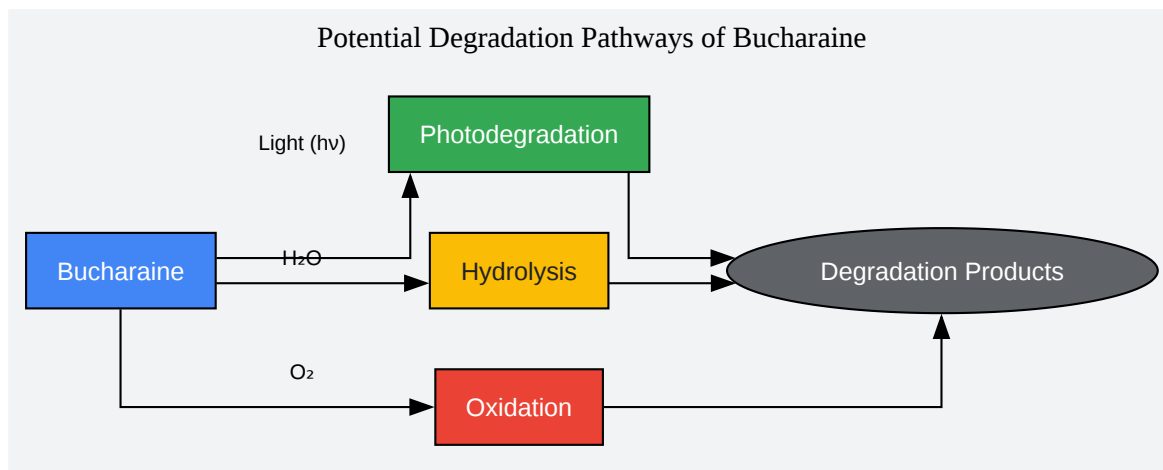 Potential Degradation Pathways of Bucharaine
Photodegradation
Light (hν)
H₂O
Bucharaine
Hydrolysis
Degradation Products
O₂
Oxidation